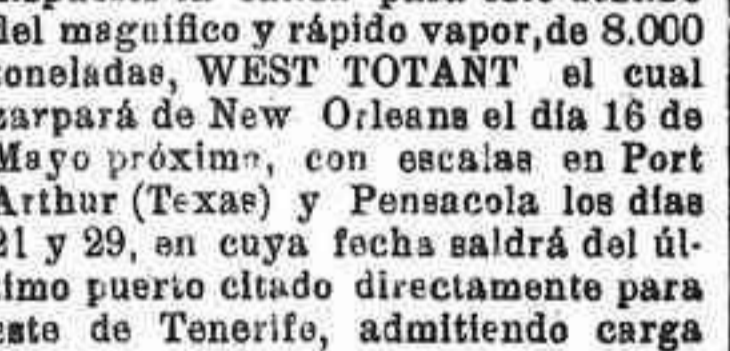 del magnífico y rápido vapor, de 8.000
toneladas, WEST TOTANT el cual
zarpará de New Orleans el día 16 de
Mayo próximo, con escalas en Port
Arthur (Texas) y Pensacola los días
21 y 29, en cuya fecha saldrá del úl-
timo puerto citado directamente para
este de Tenerife, admitiendo carga